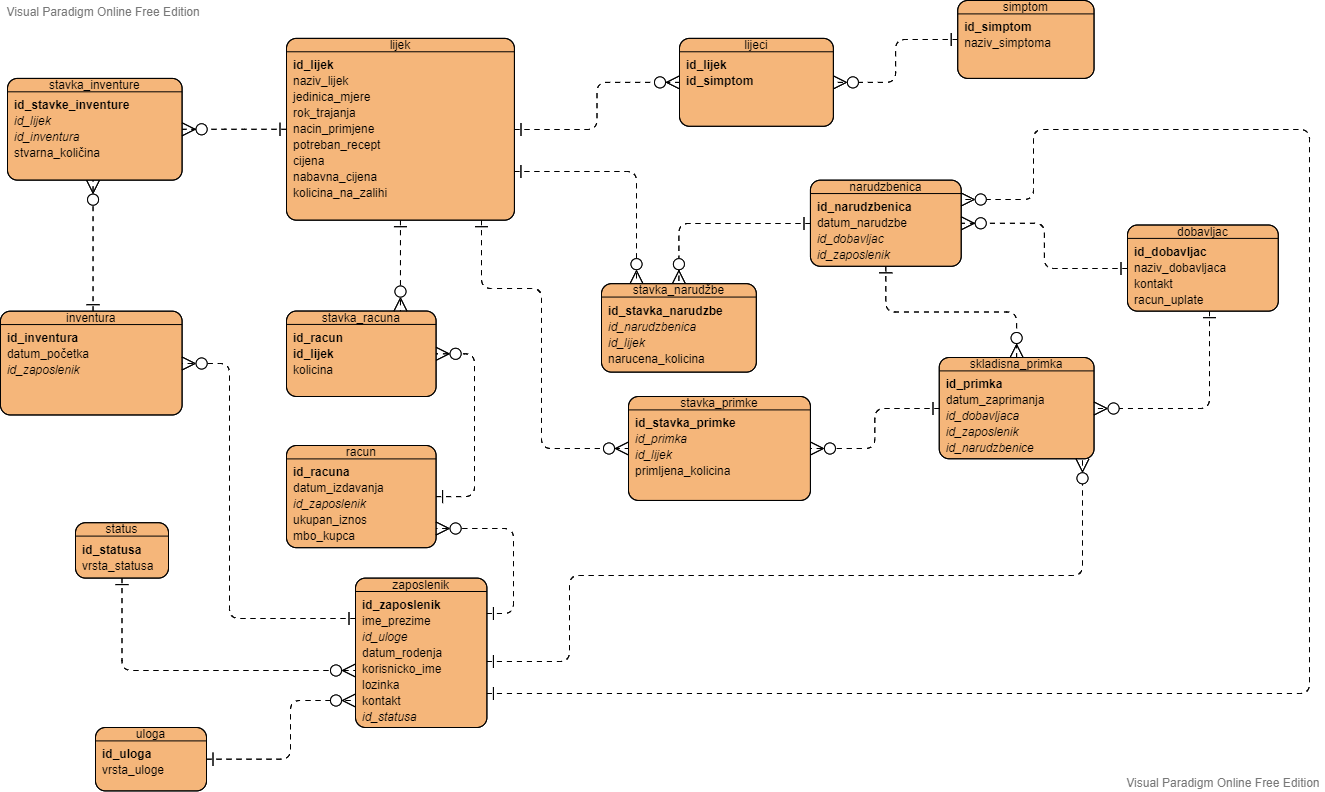 Visual Paradigm Online Free Edition
simptom
id_simptom
naziv_simptoma
lijek
id_lijek
naziv_lijek
jedinica_mjere
rok_trajanja
nacin_primjene
potreban_recept
cijena
nabavna_cijena
kolicina_na_zalihi
lijeci
id_lijek
id_simptom
stavka_inventure
id_stavke_inventure
id_lijek
id_inventura
stvarna_količina
narudzbenica
id_narudzbenica
datum_narudzbe
id_dobavljac
id_zaposlenik
dobavljac
id_dobavljac
naziv_dobavljaca
kontakt
racun_uplate
stavka_narudžbe
id_stavka_narudzbe
id_narudzbenica
id_lijek
narucena_kolicina
inventura
id_inventura
datum_početka
id_zaposlenik
stavka_racuna
id_racun
id_lijek
kolicina
skladisna_primka
id_primka
datum_zaprimanja
id_dobavljaca
id_zaposlenik
id_narudzbenice
stavka_primke
id_stavka_primke
id_primka
id_lijek
primljena_kolicina
racun
id_racuna
datum_izdavanja
id_zaposlenik
ukupan_iznos
mbo_kupca
status
id_statusa
vrsta_statusa
zaposlenik
id_zaposlenik
ime_prezime
id_uloge
datum_rodenja
korisnicko_ime
lozinka
kontakt
id_statusa
uloga
id_uloga
vrsta_uloge
Visual Paradigm Online Free Edition